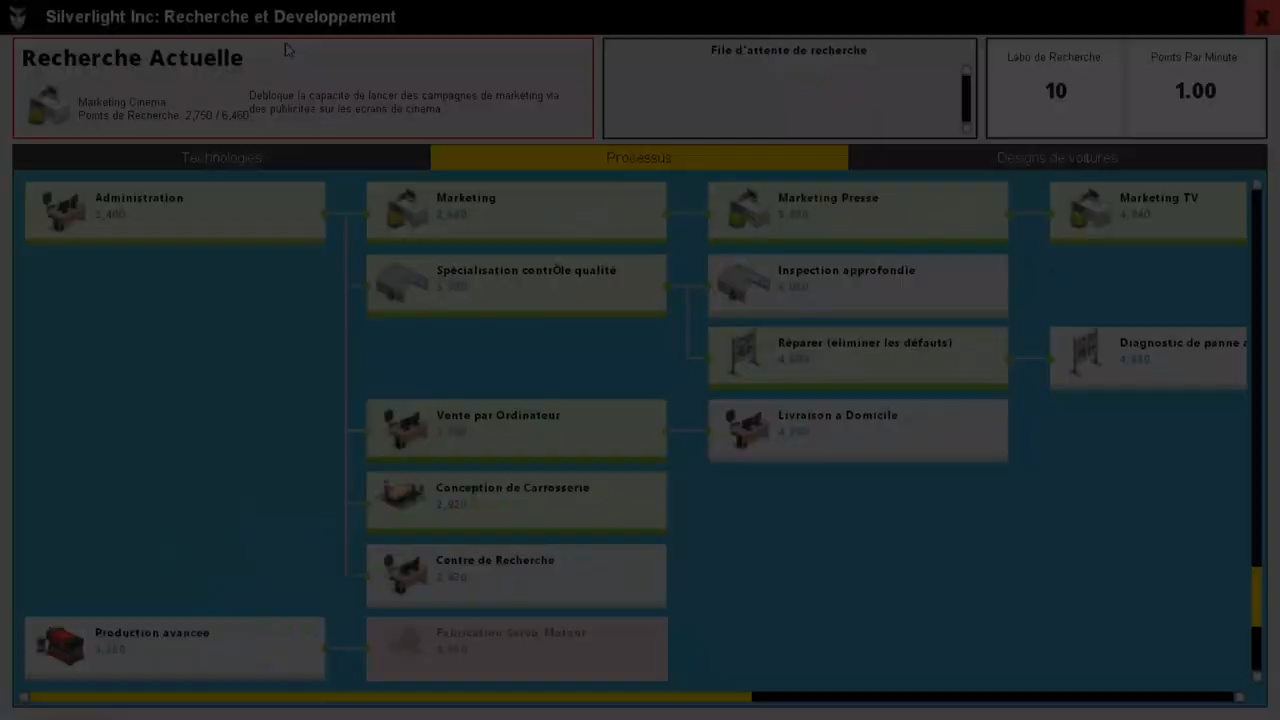 Silverlight Inc: Recherche et Developpement
Recherche Actuelle
Marketing Cinema
Points de Recherche: 2,750 / 6,460
Debloque la capacite de lancer des campagnes de marketing via
des publicites sur les ecrans de cinema
File d'attente de recherche
Labo de Recherche
10
Points Par Minute
1.00
Technologies
Processus
Designs de voitures
Administration
Marketing
Marketing Presse
Marketing TV
Spécialisation contrÔle qualité
Inspection approfondie
Réparer (éliminer les défauts)
Diagnostic de panne
Vente par Ordinateur
Livraison a Domicile
Conception de Carrosserie
2,920
Centre de Recherche
Production avancee
Fabrication Servo-Moteur